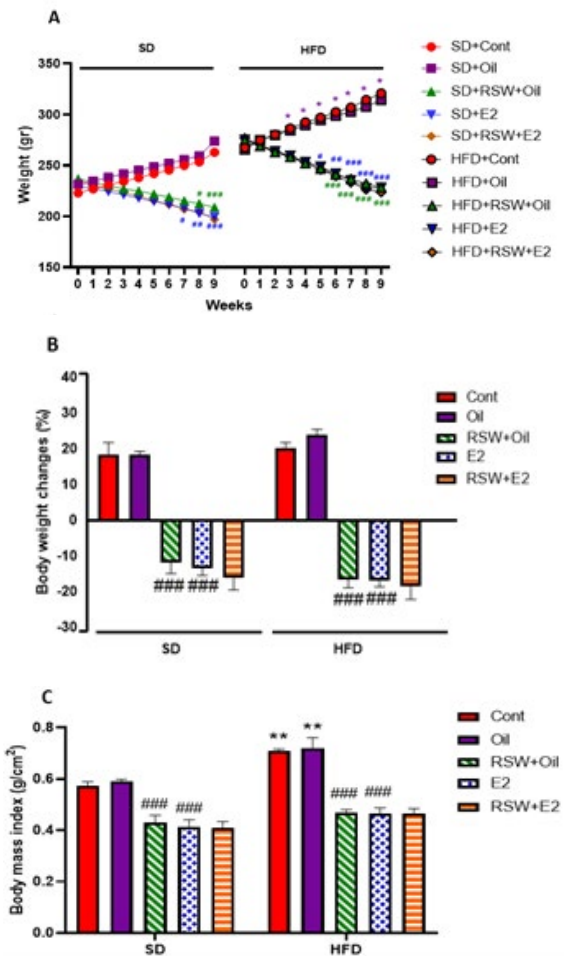 A
SD
HFD
Weight (gr)
350
300
250
200
150
* * * * * * *
# ###
# ## ###
# ## ### ### ###
### ## ### ### ###
0 1 2 3 4 5 6 7 8 9
0 1 2 3 4 5 6 7 8 9
Weeks
SD+Cont
SD+Oil
SD+RSW+Oil
SD+E2
SD+RSW+E2
HFD+Cont
HFD+Oil
HFD+RSW+Oil
HFD+E2
HFD+RSW+E2
B
Body weight changes (%)
40
30
20
10
0
-10
-20
-30
### ###
### ###
SD
HFD
Cont
Oil
RSW+Oil
E2
RSW+E2
C
Body mass index (g/cm²)
0.8
0.6
0.4
0.2
0.0
### ###
** **
### ###
SD
HFD
Cont
Oil
RSW+Oil
E2
RSW+E2